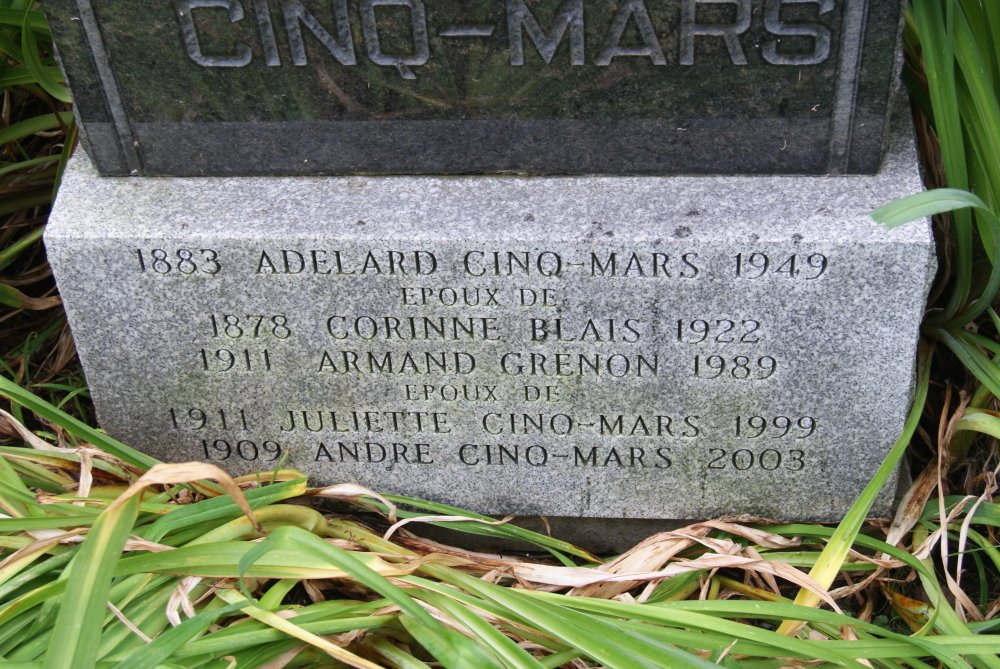 CINQ-MARS
1883 ADELARD CINQ-MARS 1949
EPOUX DE
1878 CORINNE BLAIS 1922
1911 ARMAND GRENON 1989
EPOUX DE
1911 JULIETTE CINQ-MARS 1999
1909 ANDRE CINQ-MARS 2003